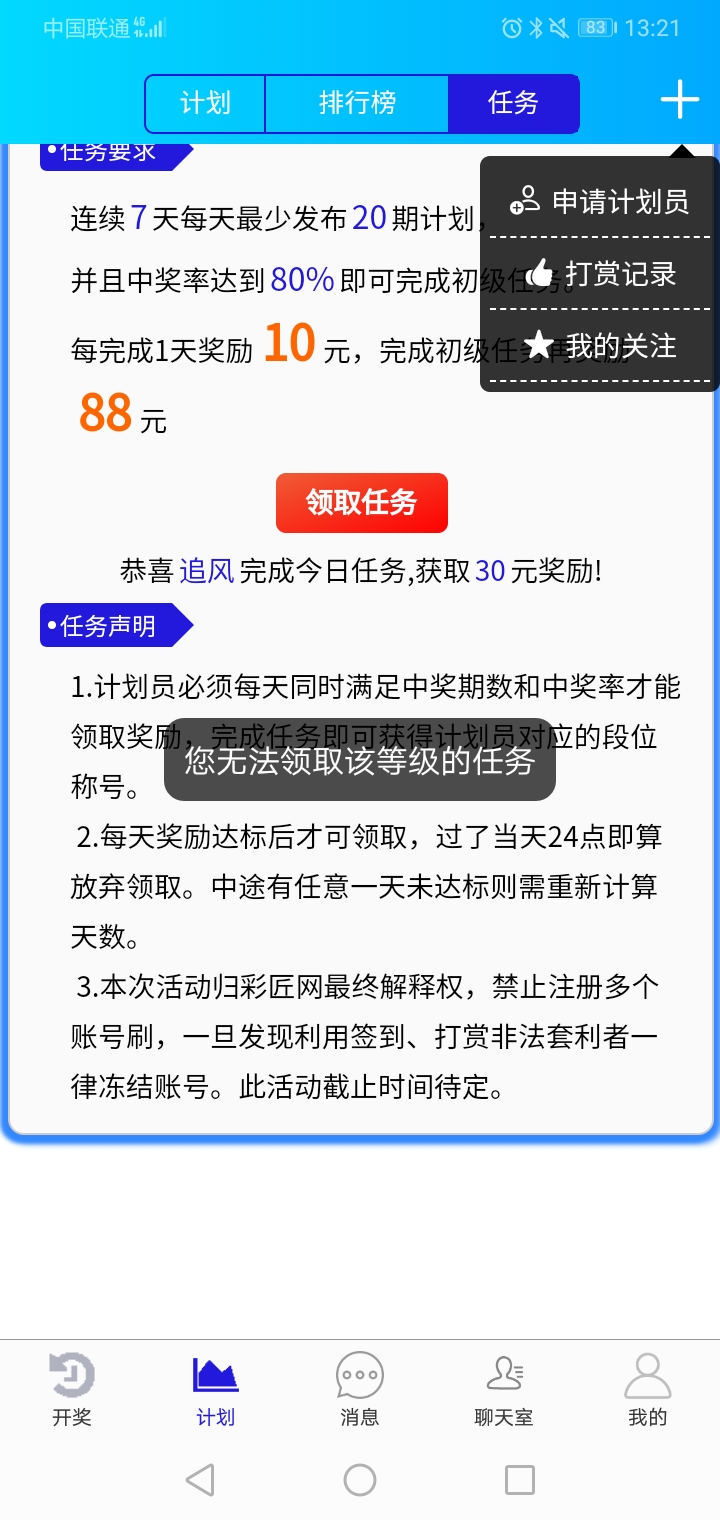 中国联通 4G 83 13:21
计划 排行榜 任务
任务要求
申请计划员
打赏记录
我的关注
连续7天每天最少发布20期计划，
并且中奖率达到80%即可完成初级任务。
每完成1天奖励 10 元，完成初级任务再奖励
88 元
领取任务
恭喜追风完成今日任务,获取30元奖励!
任务声明
1.计划员必须每天同时满足中奖期数和中奖率才能
领取奖励，完成任务即可获得计划员对应的段位
称号。
您无法领取该等级的任务
2.每天奖励达标后才可领取，过了当天24点即算
放弃领取。中途有任意一天未达标则需重新计算
天数。
3.本次活动归彩匠网最终解释权，禁止注册多个
账号刷，一旦发现利用签到、打赏非法套利者一
律冻结账号。此活动截止时间待定。
开奖 计划 消息 聊天室 我的